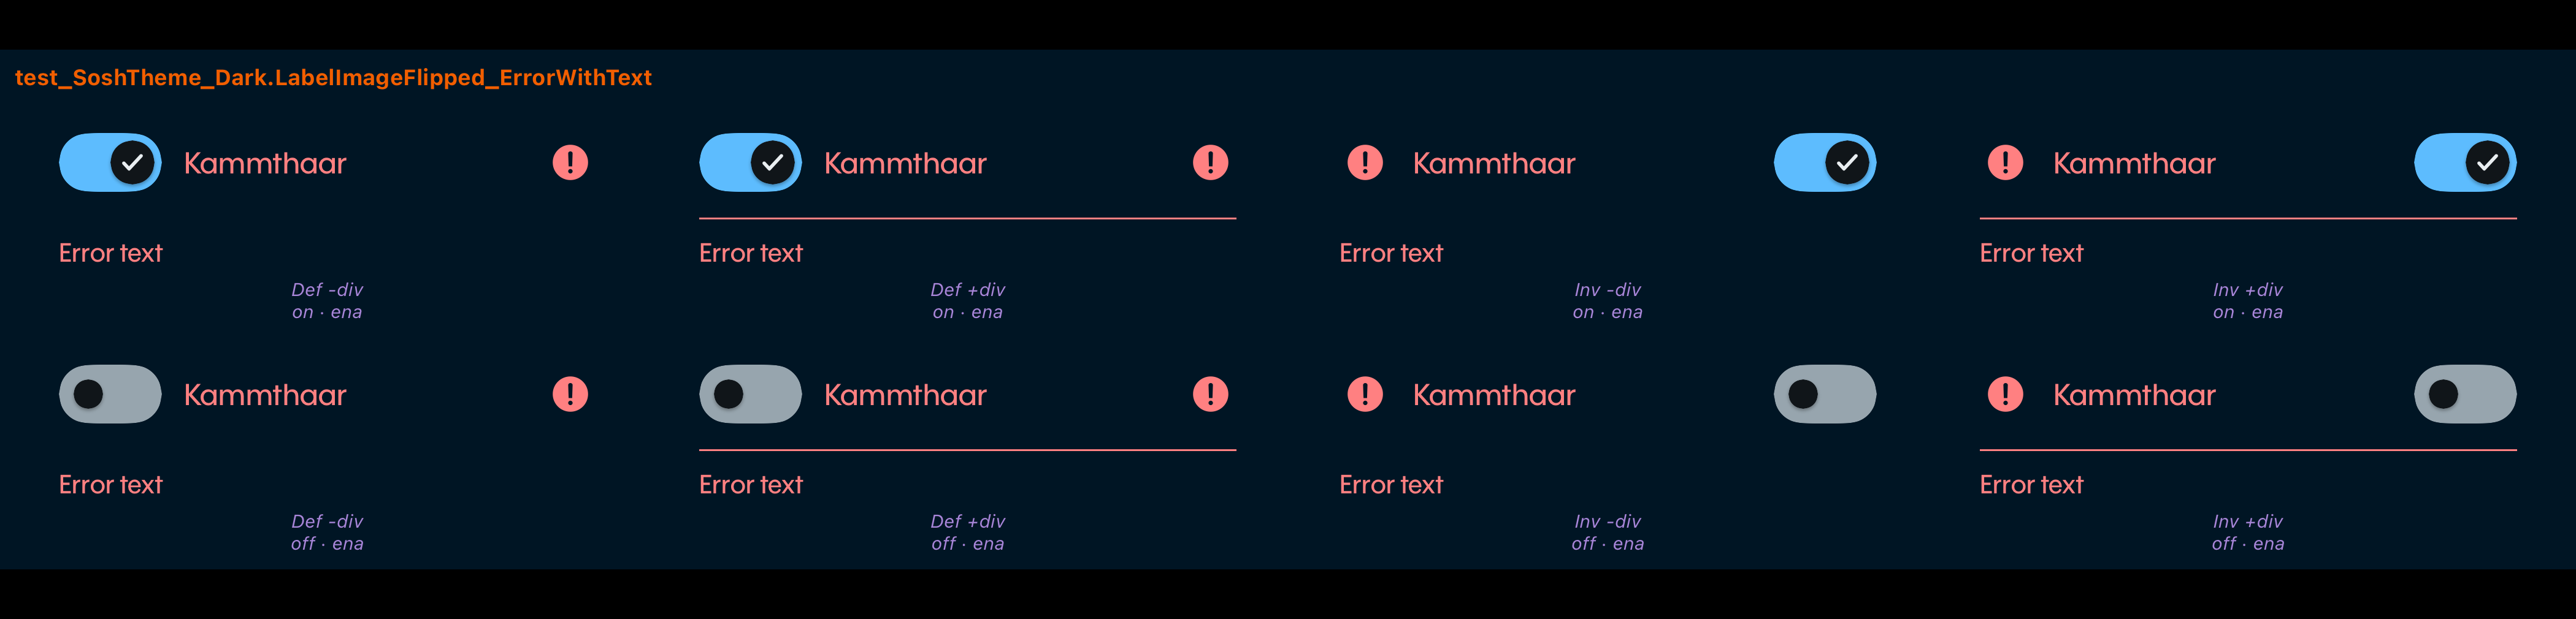 test_SoshTheme_Dark.LabelImageFlipped_ErrorWithText
Kammthaar
Kammthaar
Kammthaar
Kammthaar
Error text
Error text
Error text
Error text
Def -div
on · ena
Def +div
on · ena
Inv -div
on · ena
Inv +div
on · ena
Kammthaar
Kammthaar
Kammthaar
Kammthaar
Error text
Error text
Error text
Error text
Def -div
off · ena
Def +div
off · ena
Inv -div
off · ena
Inv +div
off · ena